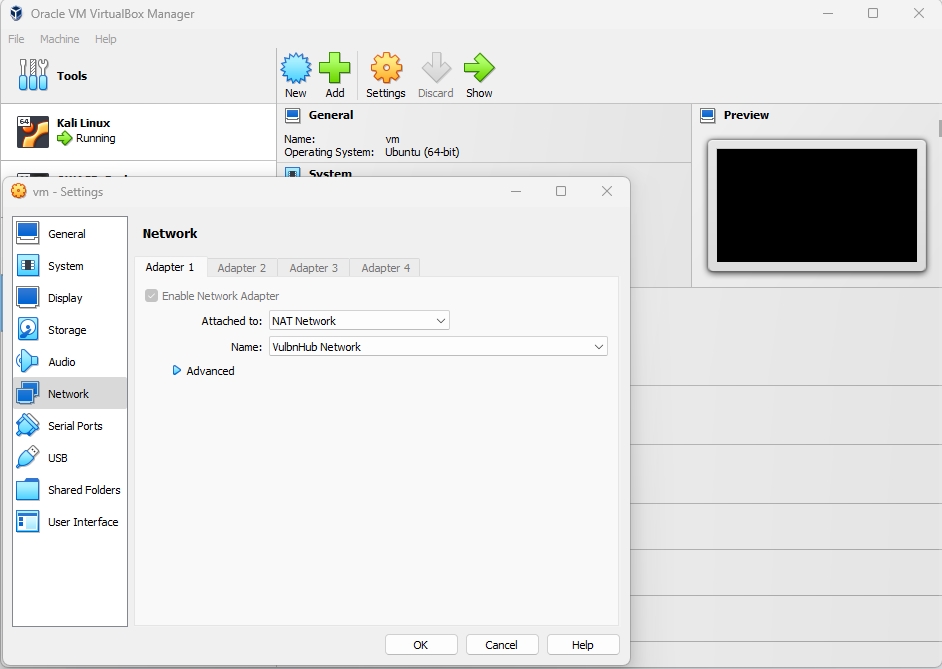 Oracle VM VirtualBox Manager
File Machine Help
Tools
New Add Settings Discard Show
64
Kali Linux
Running
General
Name: vm
Operating System: Ubuntu (64-bit)
System
Preview
vm - Settings
General
System
Display
Storage
Audio
Network
Serial Ports
USB
Shared Folders
User Interface
Network
Adapter 1 Adapter 2 Adapter 3 Adapter 4
Enable Network Adapter
Attached to: NAT Network
Name: VulbnHub Network
Advanced
OK Cancel Help